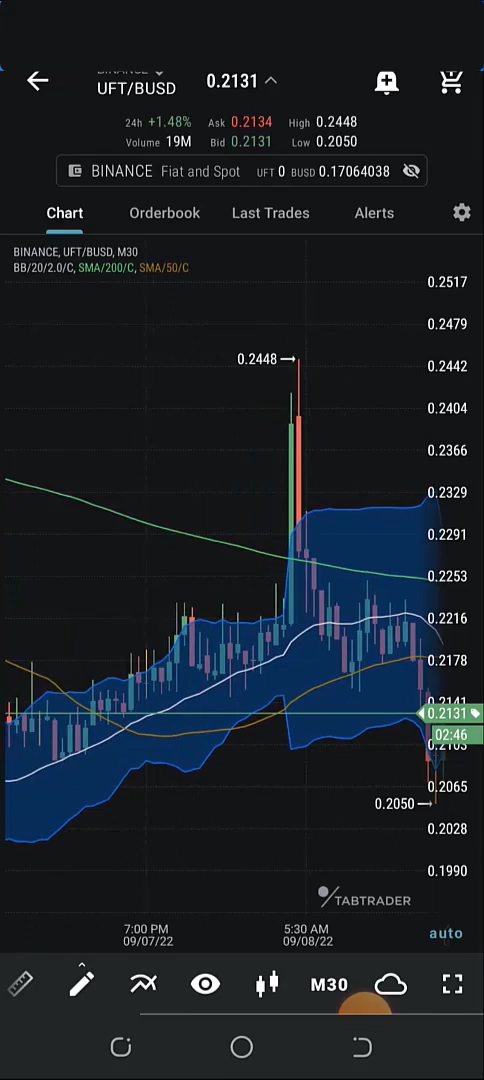 UFT/BUSD 0.2131
24h +1.48% Ask 0.2134 High 0.2448
Volume 19M Bid 0.2131 Low 0.2050
BINANCE Fiat and Spot UFT 0 BUSD 0.17064038
Chart Orderbook Last Trades Alerts
BINANCE, UFT/BUSD, M30
BB/20/2.0/C, SMA/200/C, SMA/50/C
0.2517
0.2479
0.2448
0.2442
0.2404
0.2366
0.2329
0.2291
0.2253
0.2216
0.2178
0.2141
0.2131
02:46
0.2103
0.2065
0.2050
0.2028
0.1990
TABTRADER
7:00 PM 5:30 AM
09/07/22 09/08/22
auto
M30